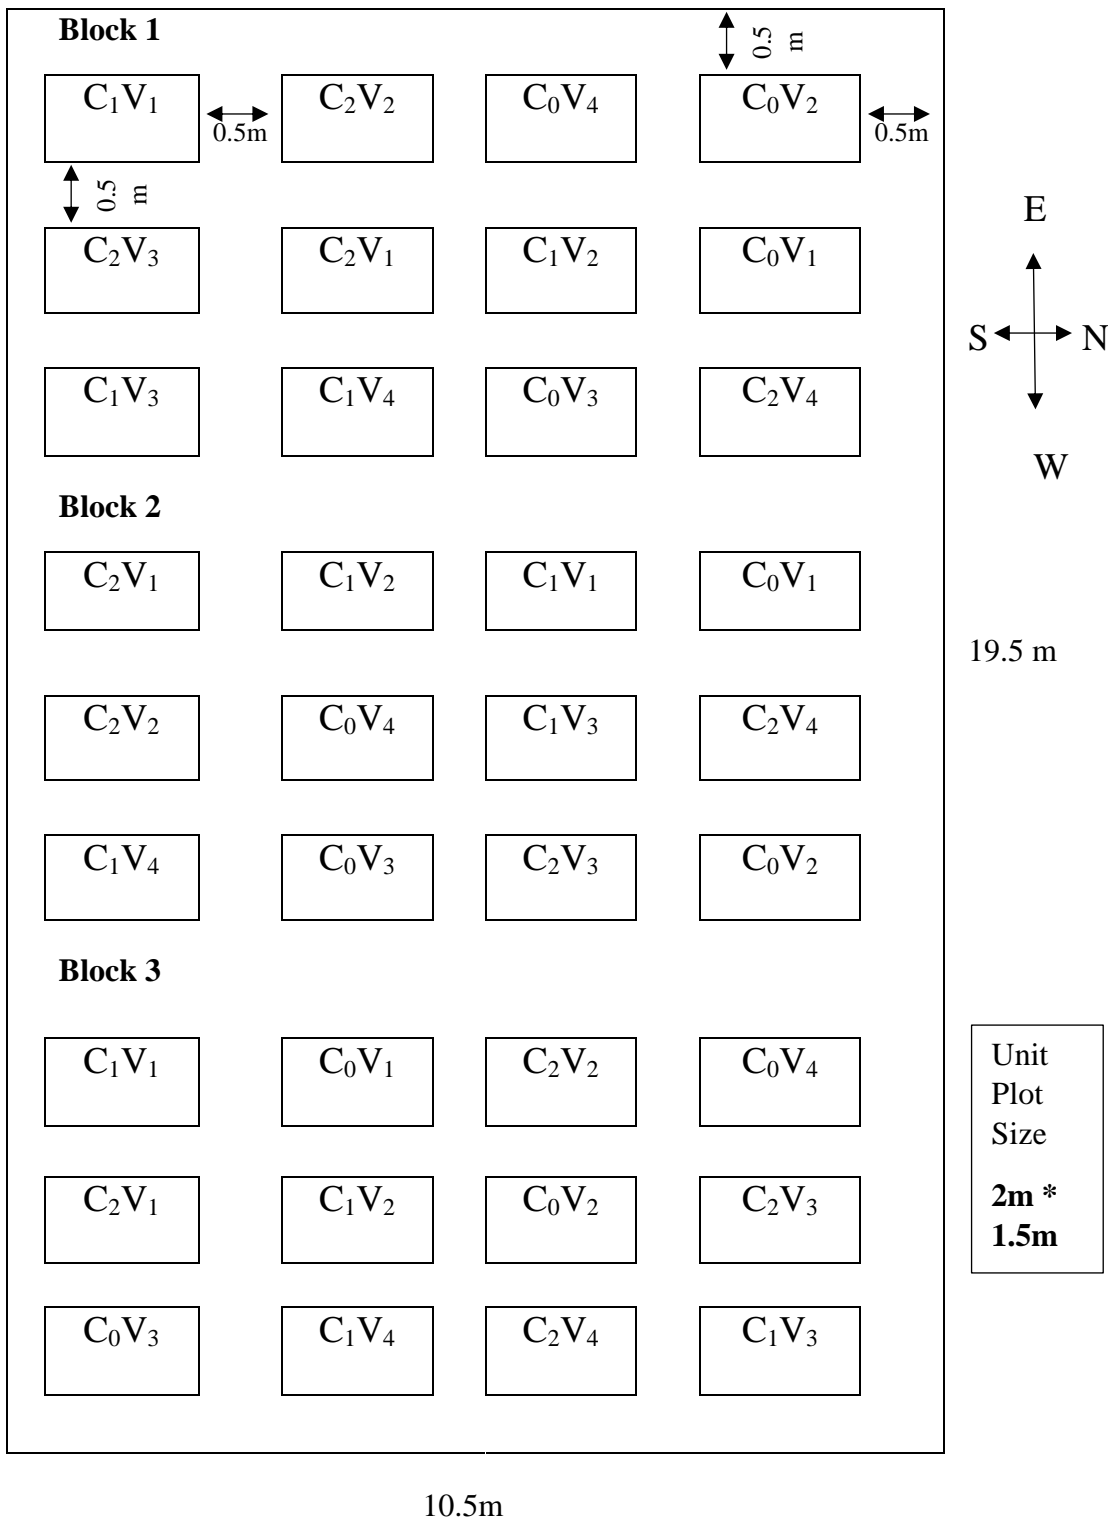 Block 1
0.5
m
C₁V₁ C₂V₂ C₀V₄ C₀V₂
0.5m 0.5m
0.5
m
C₂V₃ C₂V₁ C₁V₂ C₀V₁
E
S N
C₁V₃ C₁V₄ C₀V₃ C₂V₄
W
Block 2
C₂V₁ C₁V₂ C₁V₁ C₀V₁
19.5 m
C₂V₂ C₀V₄ C₁V₃ C₂V₄
C₁V₄ C₀V₃ C₂V₃ C₀V₂
Block 3
C₁V₁ C₀V₁ C₂V₂ C₀V₄
Unit
Plot
Size
2m *
1.5m
C₂V₁ C₁V₂ C₀V₂ C₂V₃
C₀V₃ C₁V₄ C₂V₄ C₁V₃
10.5m